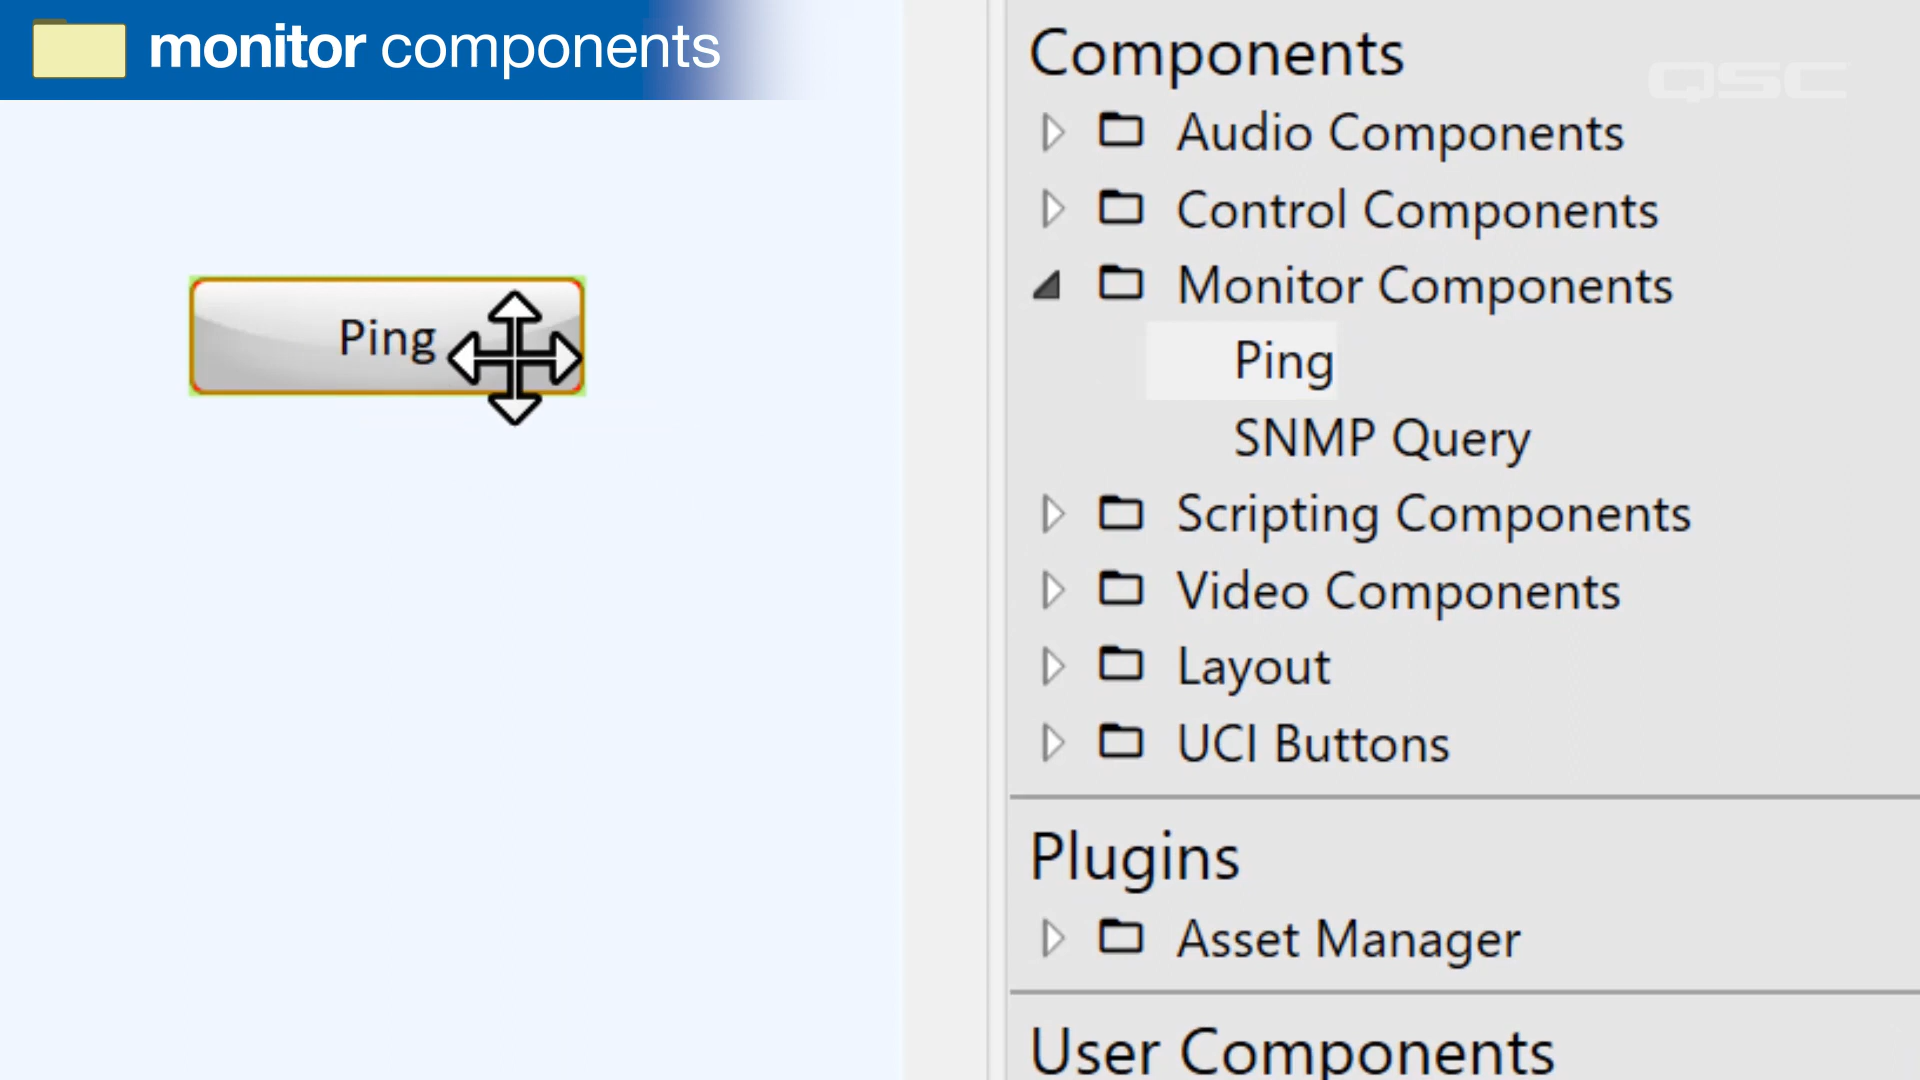 monitor components
Ping
Components
QSC
Audio Components
Control Components
Monitor Components
Ping
SNMP Query
Scripting Components
Video Components
Layout
UCI Buttons
Plugins
Asset Manager
User Components